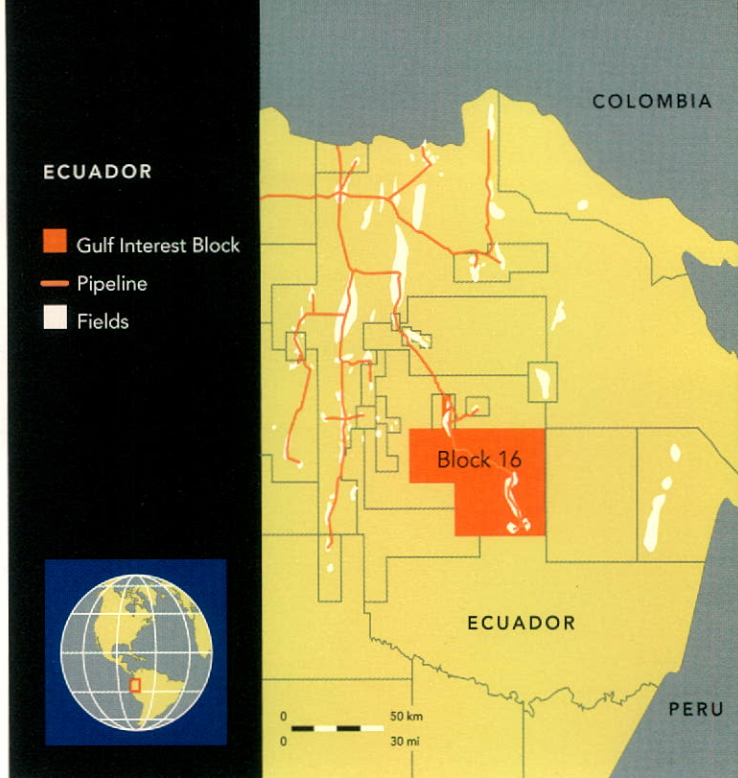 ECUADOR
Gulf Interest Block
Pipeline
Fields
COLOMBIA
Block 16
ECUADOR
PERU
0 50 km
0 30 mi